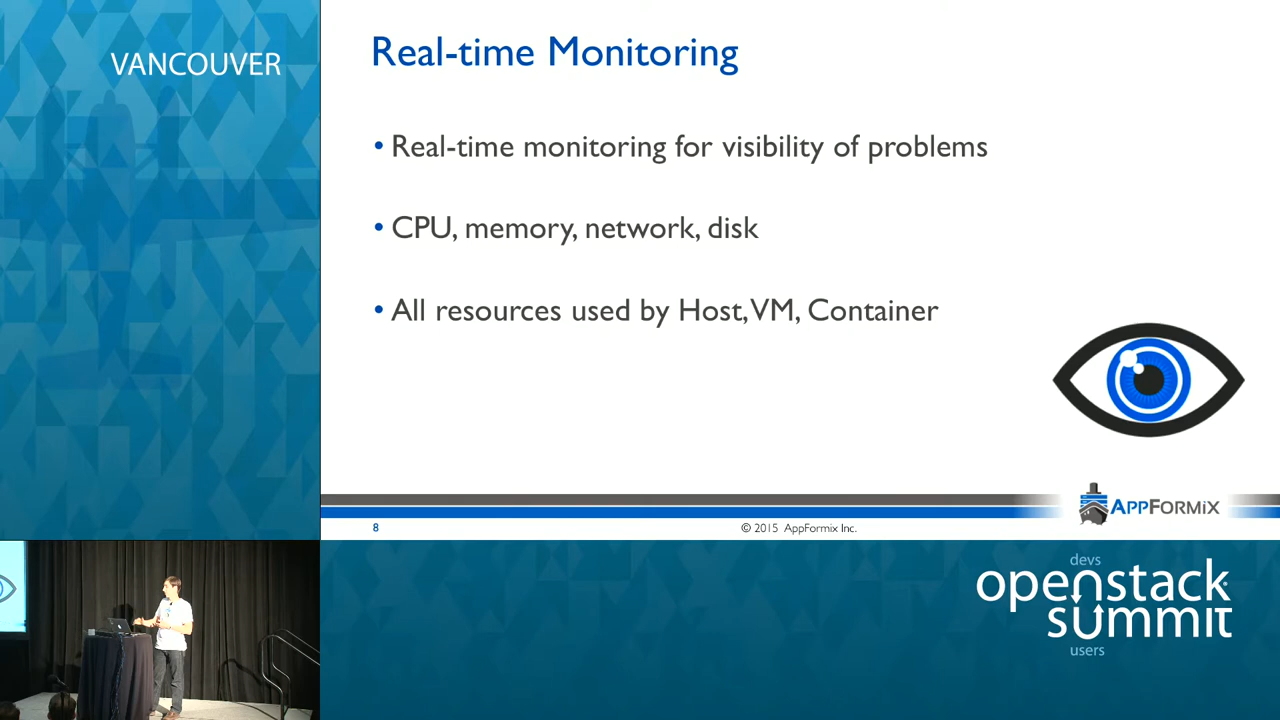 VANCOUVER
Real-time Monitoring
• Real-time monitoring for visibility of problems
• CPU, memory, network, disk
• All resources used by Host, VM, Container
APPFORMIX
8
© 2015 AppFormix Inc.
devs
openstack
summit
users